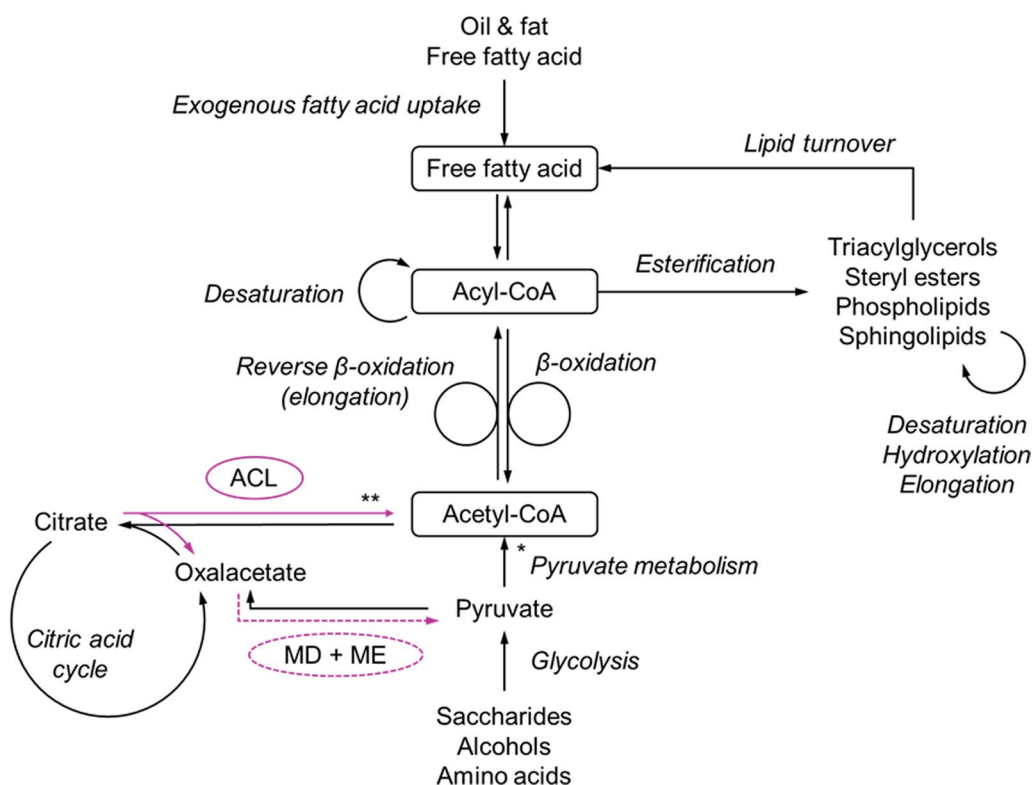 Oil & fat
Free fatty acid
Exogenous fatty acid uptake
Lipid turnover
Free fatty acid
Triacylglycerols
Steryl esters
Phospholipids
Sphingolipids
Esterification
Desaturation
Acyl-CoA
Reverse β-oxidation
(elongation)
β-oxidation
Desaturation
Hydroxylation
Elongation
ACL
**
Citrate
Acetyl-CoA
*
Pyruvate metabolism
Oxalacetate
Pyruvate
Citric acid
cycle
MD + ME
Glycolysis
Saccharides
Alcohols
Amino acids